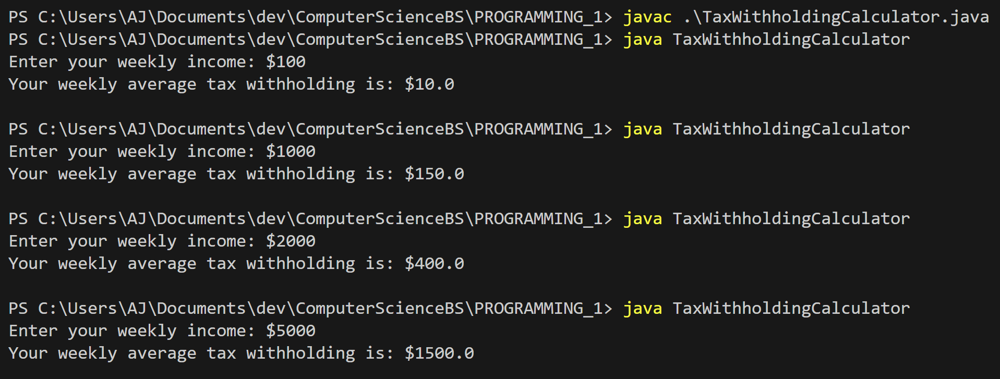 PS C:\Users\AJ\Documents\dev\ComputerScienceBS\PROGRAMMING_1> javac .\TaxWithholdingCalculator.java
PS C:\Users\AJ\Documents\dev\ComputerScienceBS\PROGRAMMING_1> java TaxWithholdingCalculator
Enter your weekly income: $100
Your weekly average tax withholding is: $10.0
PS C:\Users\AJ\Documents\dev\ComputerScienceBS\PROGRAMMING_1> java TaxWithholdingCalculator
Enter your weekly income: $1000
Your weekly average tax withholding is: $150.0
PS C:\Users\AJ\Documents\dev\ComputerScienceBS\PROGRAMMING_1> java TaxWithholdingCalculator
Enter your weekly income: $2000
Your weekly average tax withholding is: $400.0
PS C:\Users\AJ\Documents\dev\ComputerScienceBS\PROGRAMMING_1> java TaxWithholdingCalculator
Enter your weekly income: $5000
Your weekly average tax withholding is: $1500.0